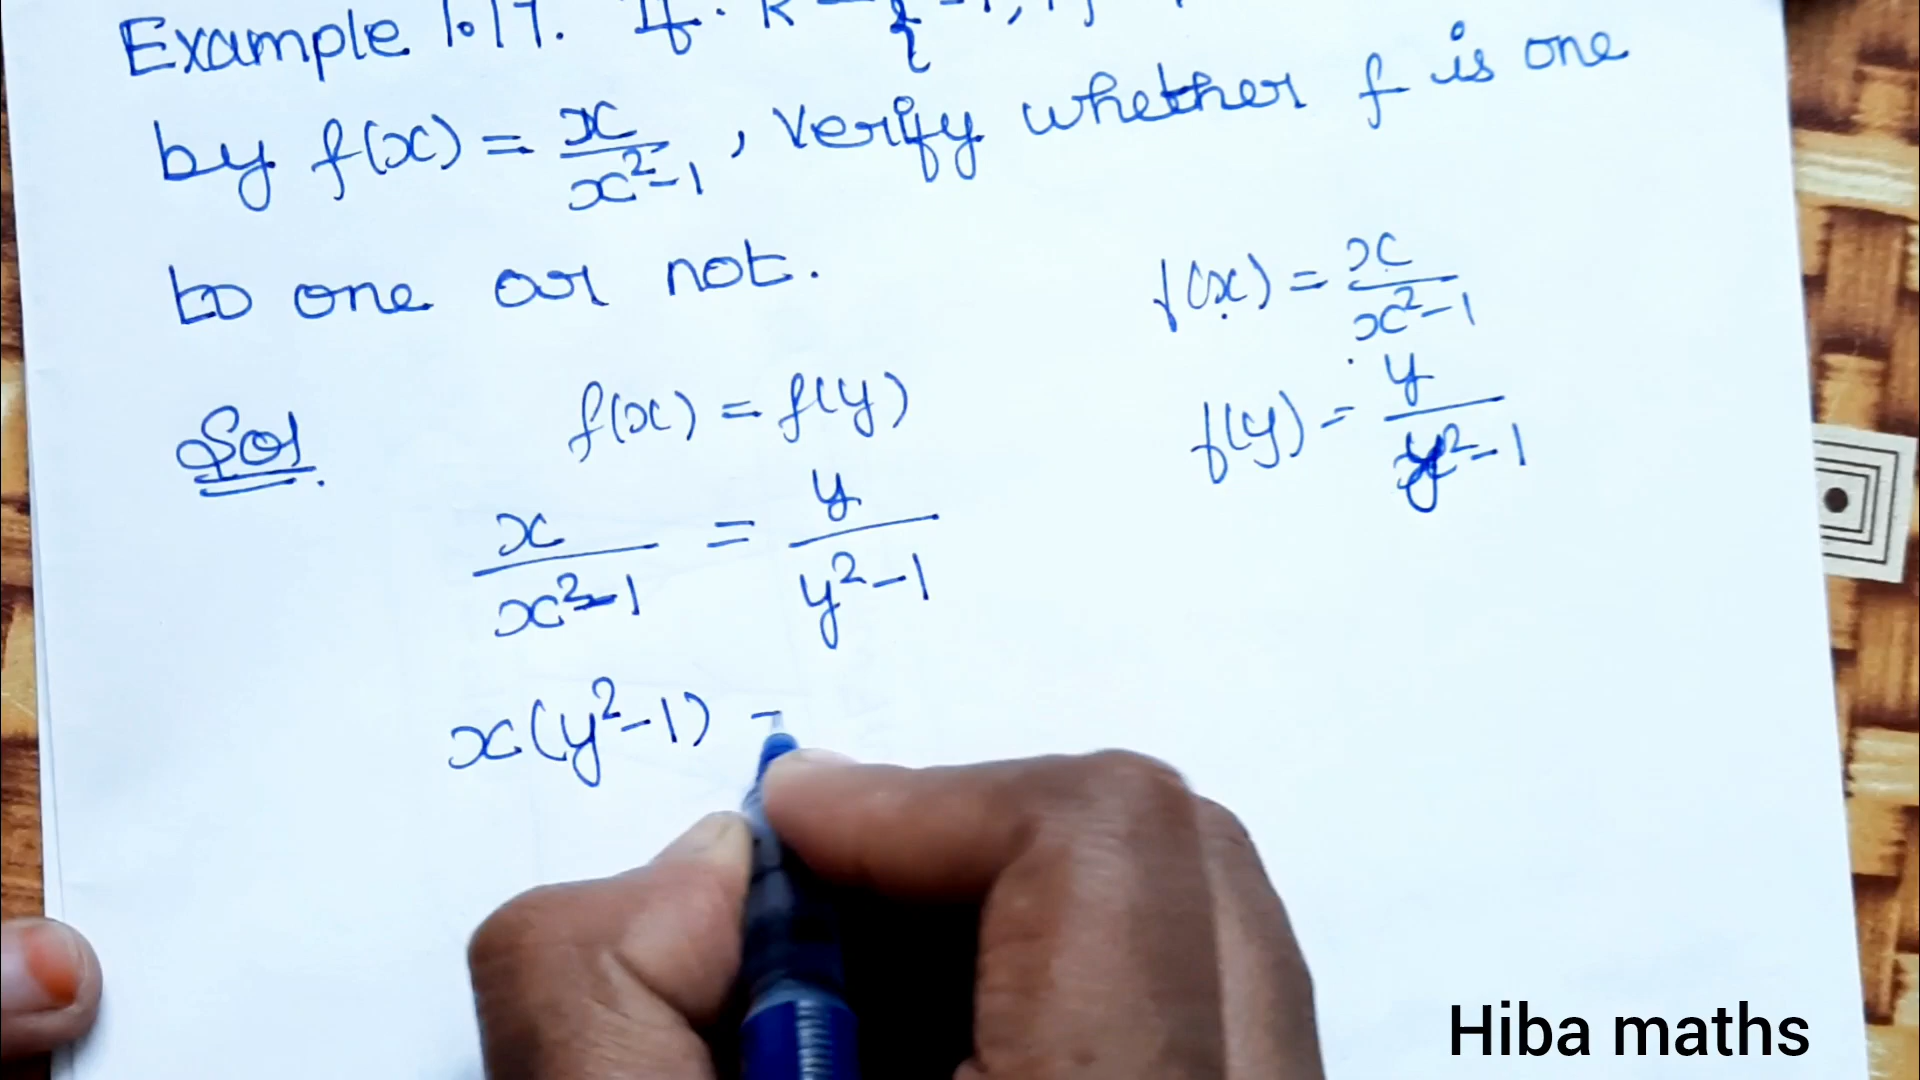 Example 1.17. If
by f(x) = x/x²-1, Verify whether f is one
to one or not.
f(x) = x/x²-1
Sol.
f(x) = f(y)
f(y) = y/y²-1
x/x²-1 = y/y²-1
x(y²-1)
Hiba maths